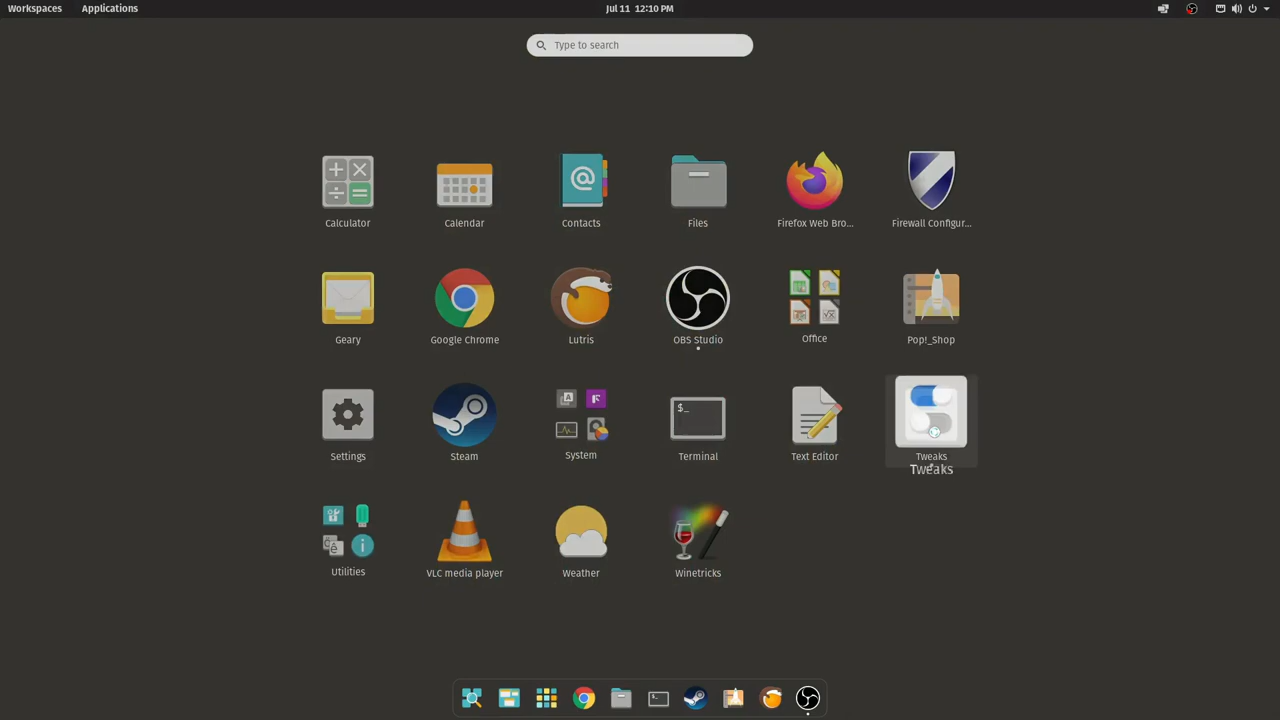 Workspaces Applications Jul 11 12:10 PM
Type to search
Calculator Calendar Contacts Files Firefox Web Bro... Firewall Configur...
Geary Google Chrome Lutris OBS Studio Office Pop!_Shop
$_
Settings Steam System Terminal Text Editor Tweaks
Tweaks
Utilities VLC media player Weather Winetricks